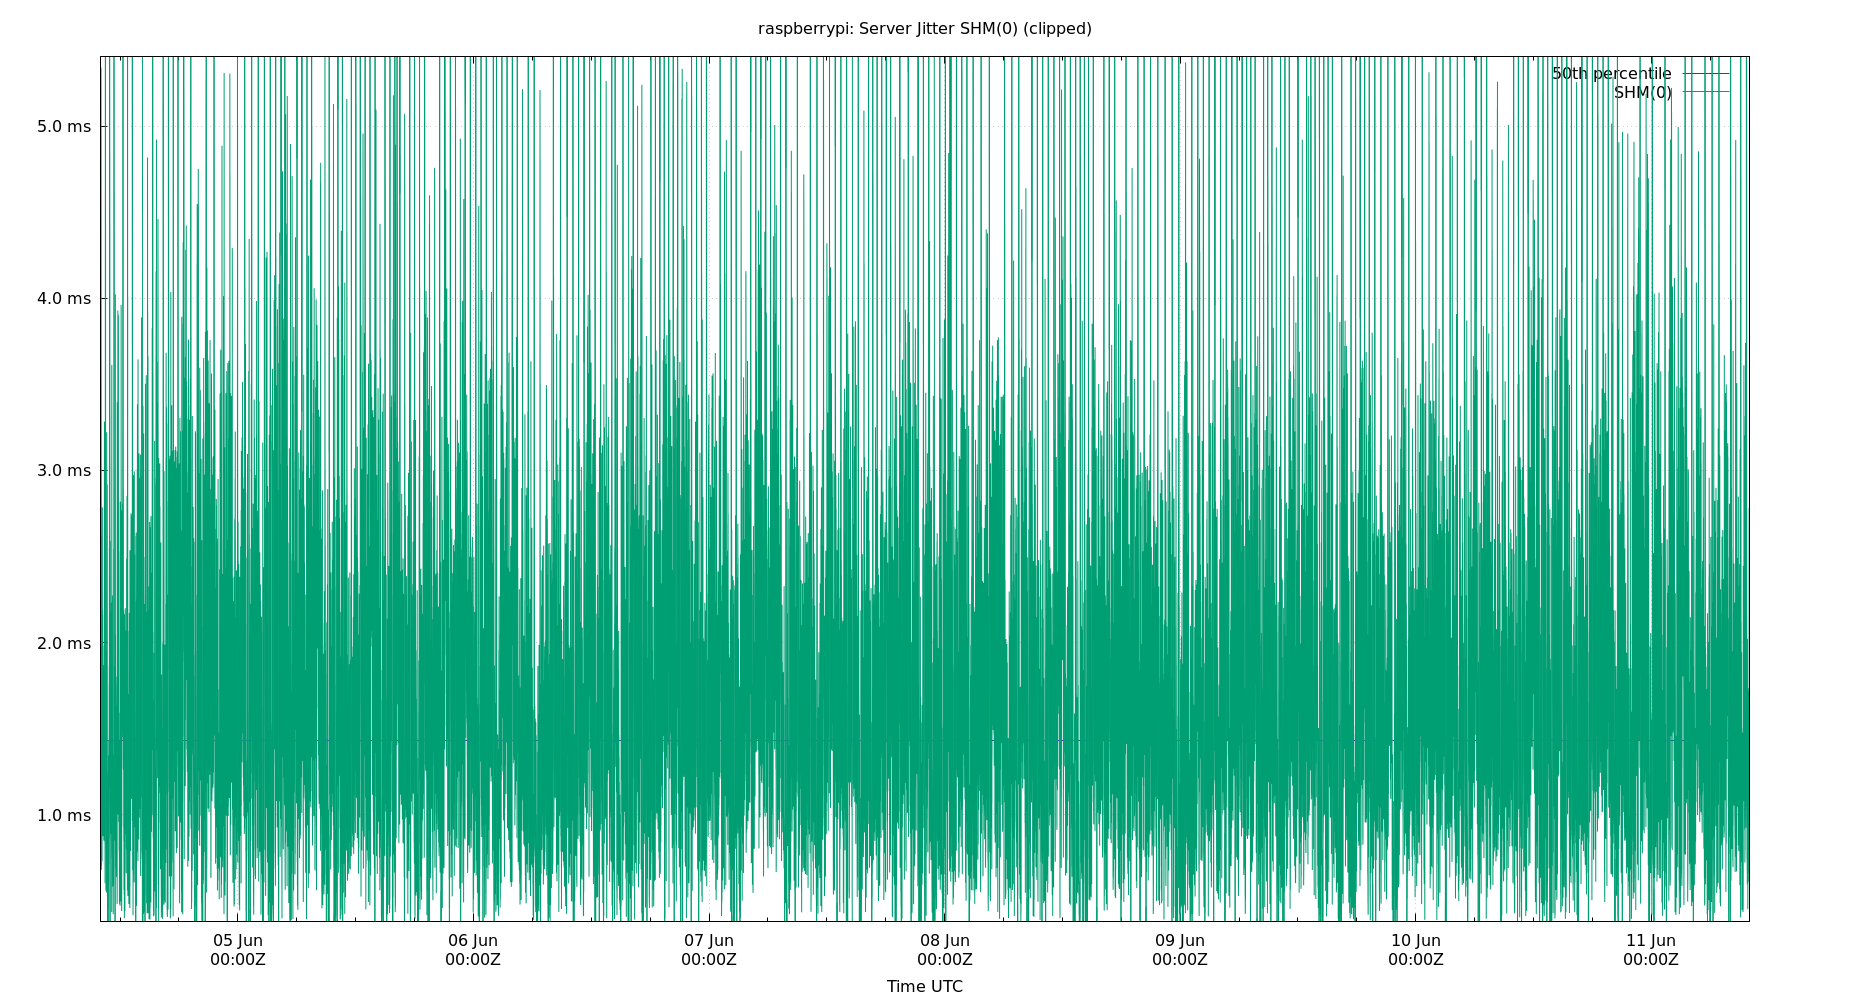 raspberrypi: Server Jitter SHM(0) (clipped)
50th percentile
SHM(0)
5.0 ms
4.0 ms
3.0 ms
2.0 ms
1.0 ms
05 Jun 06 Jun 07 Jun 08 Jun 09 Jun 10 Jun 11 Jun
00:00Z 00:00Z 00:00Z 00:00Z 00:00Z 00:00Z 00:00Z
Time UTC